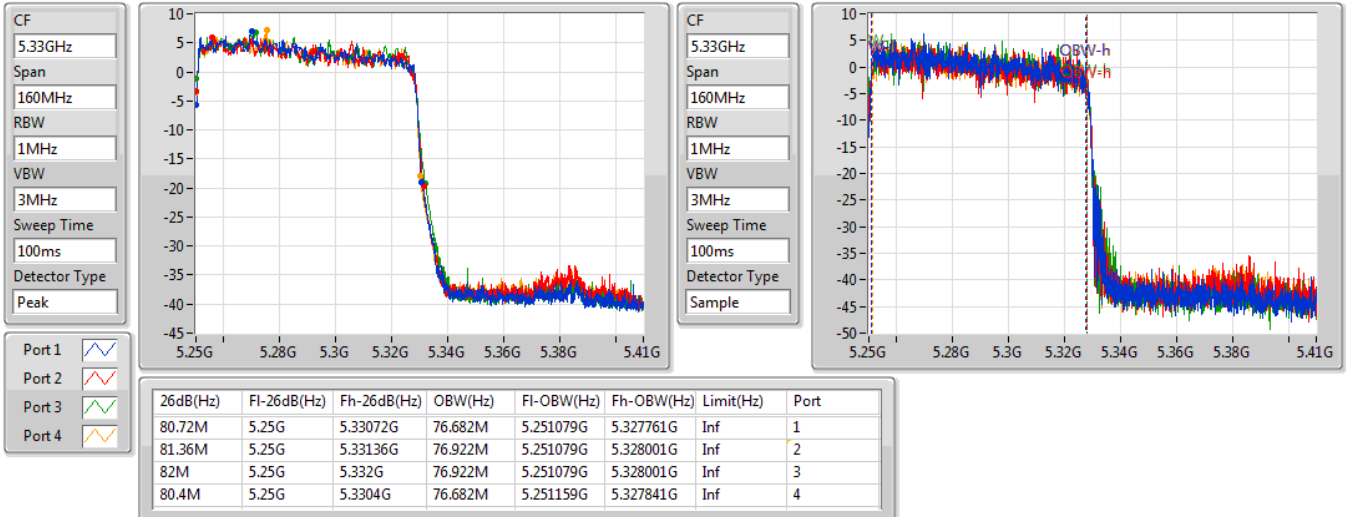 CF
5.33GHz
Span
160MHz
RBW
1MHz
VBW
3MHz
Sweep Time
100ms
Detector Type
Peak
10
5
0
-5
-10
-15
-20
-25
-30
-35
-40
-45
5.25G 5.28G 5.3G 5.32G 5.34G 5.36G 5.38G 5.41G
CF
5.33GHz
Span
160MHz
RBW
1MHz
VBW
3MHz
Sweep Time
100ms
Detector Type
Sample
10
5
0
-5
-10
-15
-20
-25
-30
-35
-40
-45
-50
OBW-h
OBW-h
5.25G 5.28G 5.3G 5.32G 5.34G 5.36G 5.38G 5.41G
Port 1
Port 2
Port 3
Port 4
26dB(Hz) Fl-26dB(Hz) Fh-26dB(Hz) OBW(Hz) Fl-OBW(Hz) Fh-OBW(Hz) Limit(Hz) Port
80.72M 5.25G 5.33072G 76.682M 5.251079G 5.327761G Inf 1
81.36M 5.25G 5.33136G 76.922M 5.251079G 5.328001G Inf 2
82M 5.25G 5.332G 76.922M 5.251079G 5.328001G Inf 3
80.4M 5.25G 5.3304G 76.682M 5.251159G 5.327841G Inf 4